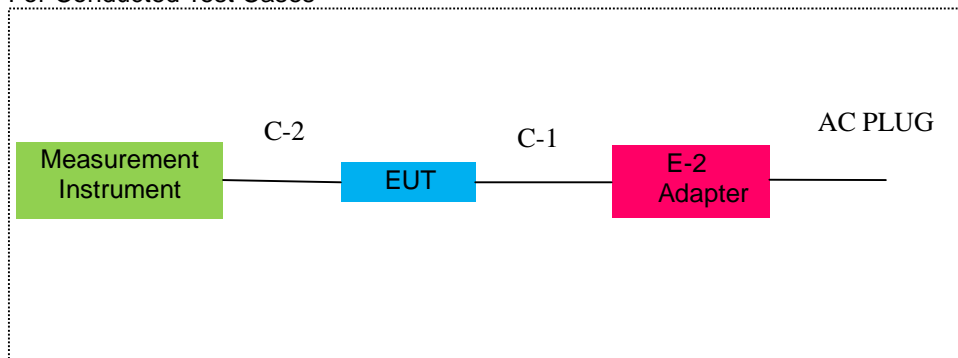 For Conducted Test Cases
C-2
C-1
AC PLUG
Measurement
Instrument
EUT
E-2
Adapter